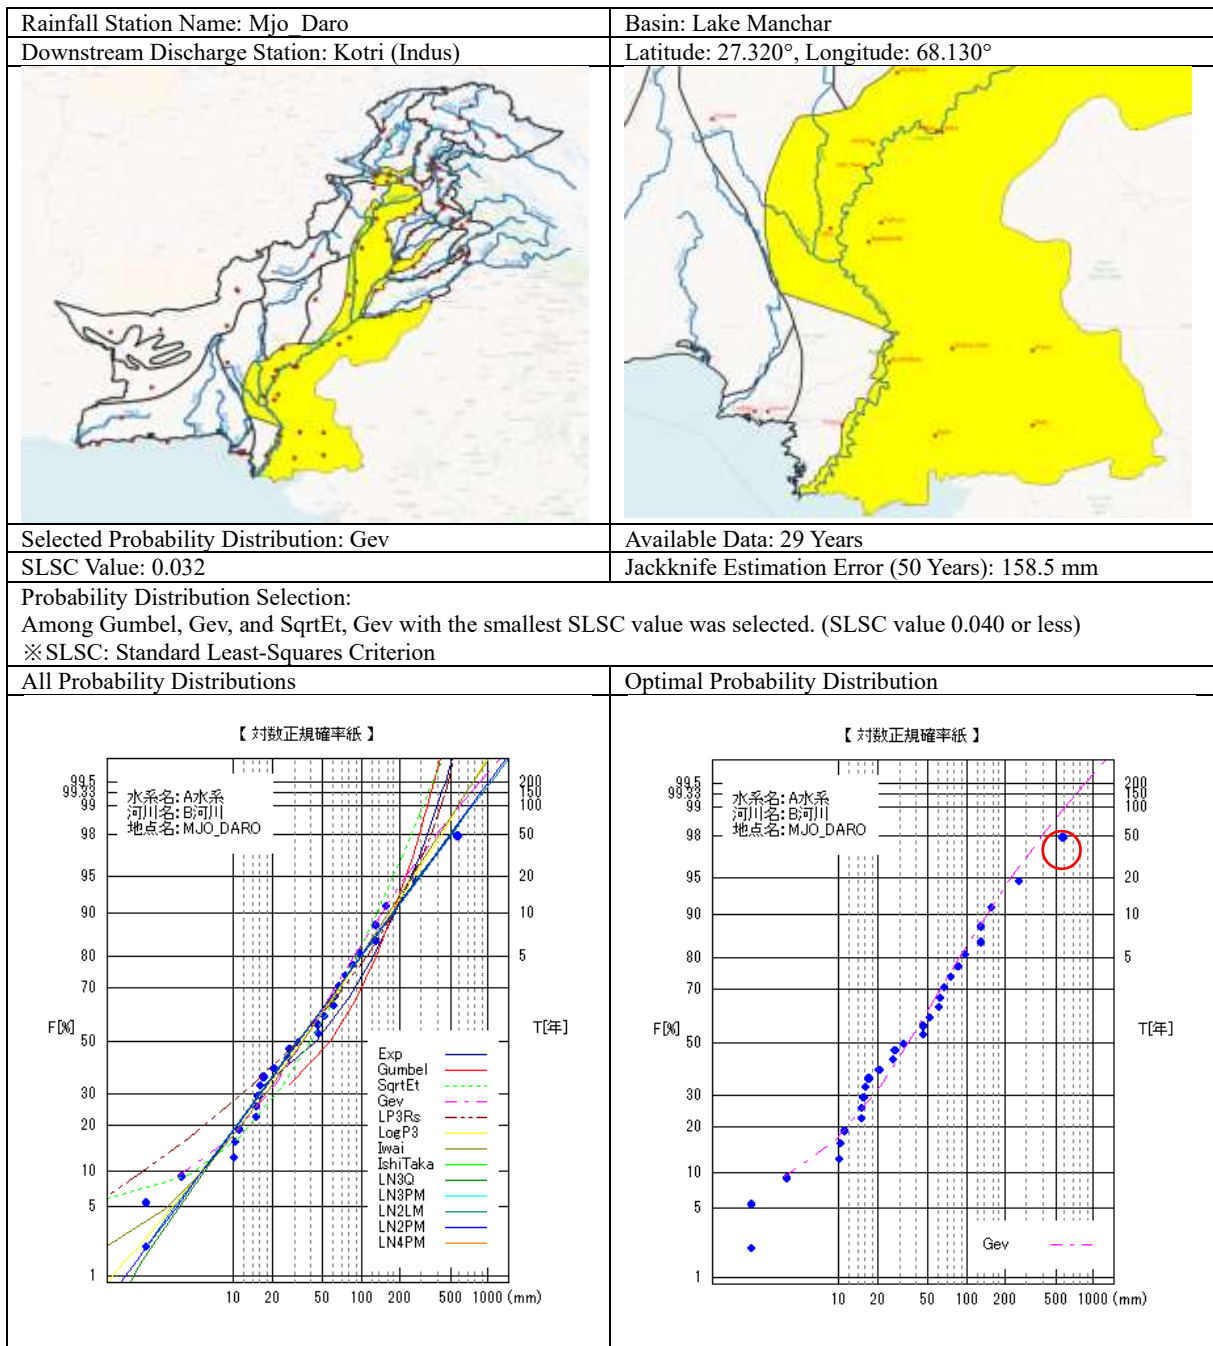 Rainfall Station Name: Mjo_Daro
Basin: Lake Manchar
Downstream Discharge Station: Kotri (Indus)
Latitude: 27.320°, Longitude: 68.130°
Selected Probability Distribution: Gev
Available Data: 29 Years
SLSC Value: 0.032
Jackknife Estimation Error (50 Years): 158.5 mm
Probability Distribution Selection:
Among Gumbel, Gev, and SqrtEt, Gev with the smallest SLSC value was selected. (SLSC value 0.040 or less)
※SLSC: Standard Least-Squares Criterion
All Probability Distributions
Optimal Probability Distribution
【 対数正規確率紙 】
水系名:A水系
河川名:B河川
地点名:MJO_DARO
99.5
99.33
99
98
95
90
80
70
F[%]
50
30
20
10
5
1
200
150
100
50
20
10
5
T[年]
Exp
Gumbel
SqrtEt
Gev
LP3Rs
LogP3
Iwai
IshiTaka
LN3Q
LN3PM
LN2LM
LN2PM
LN4PM
10 20 50 100 200 500 1000 (mm)
【 対数正規確率紙 】
水系名:A水系
河川名:B河川
地点名:MJO_DARO
99.5
99.33
99
98
95
90
80
70
F[%]
50
30
20
10
5
1
200
150
100
50
20
10
5
T[年]
Gev
10 20 50 100 200 500 1000 (mm)